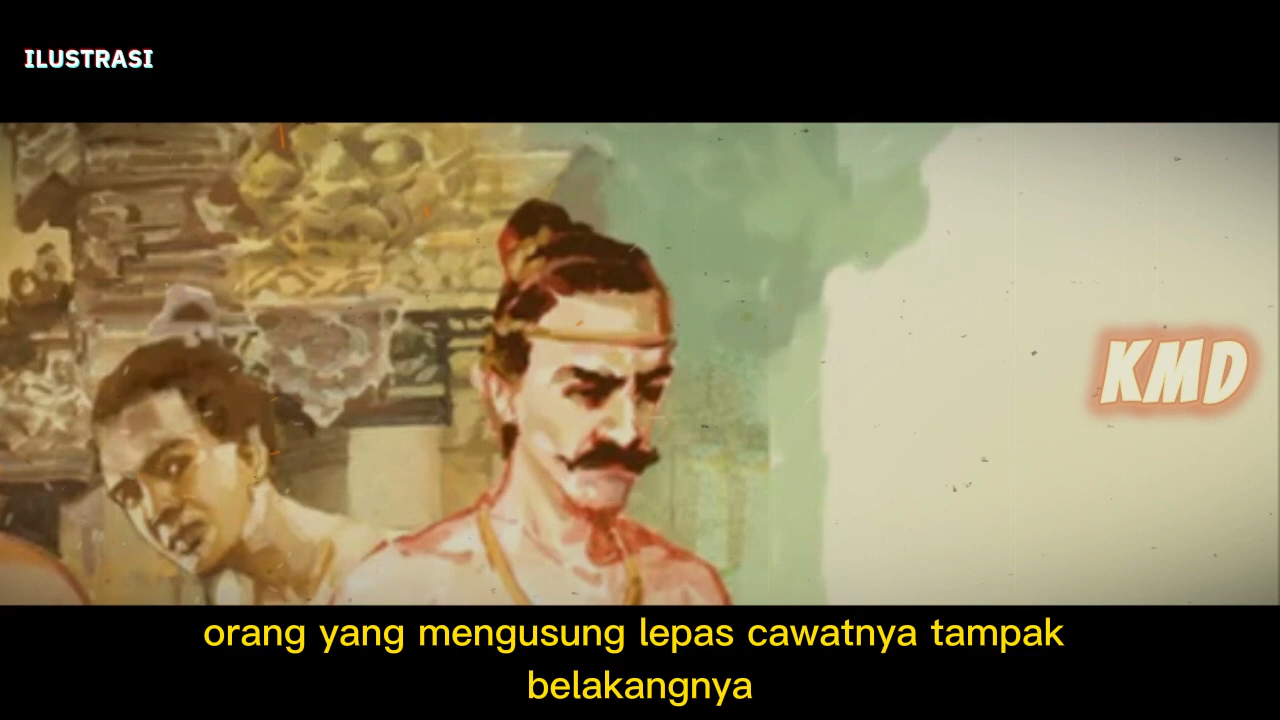 ILUSTRASI
KMD
orang yang mengusung lepas cawatnya tampak
belakangnya